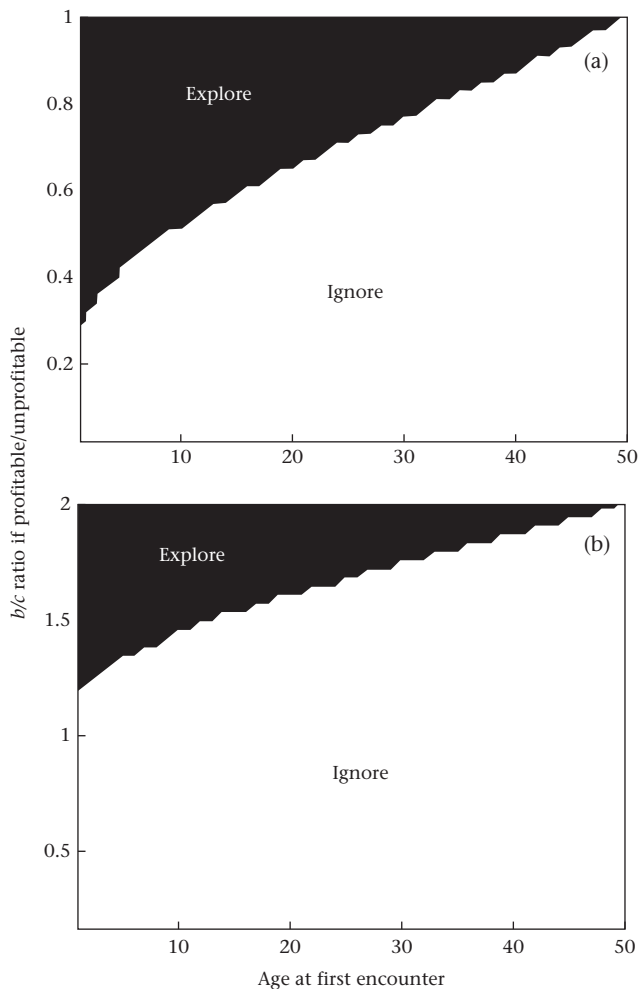 1
(a)
Explore
0.8
0.6
0.4
Ignore
0.2
10 20 30 40 50
b/c ratio if profitable/unprofitable
2
(b)
Explore
1.5
1
Ignore
0.5
10 20 30 40 50
Age at first encounter